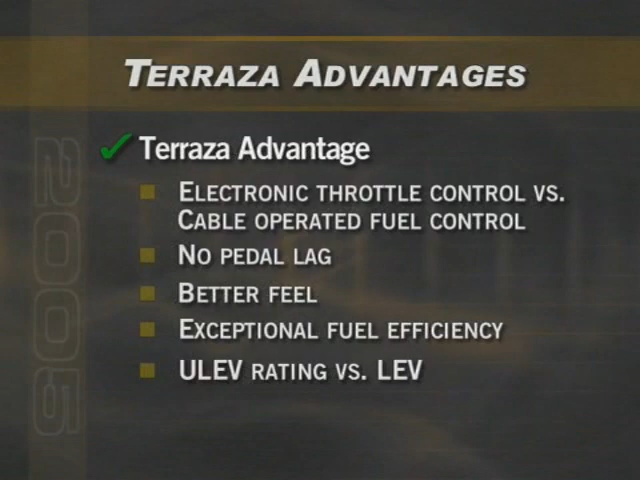 TERRAZA ADVANTAGES
Terraza Advantage
ELECTRONIC THROTTLE CONTROL VS.
CABLE OPERATED FUEL CONTROL
NO PEDAL LAG
BETTER FEEL
EXCEPTIONAL FUEL EFFICIENCY
ULEV RATING VS. LEV
2005